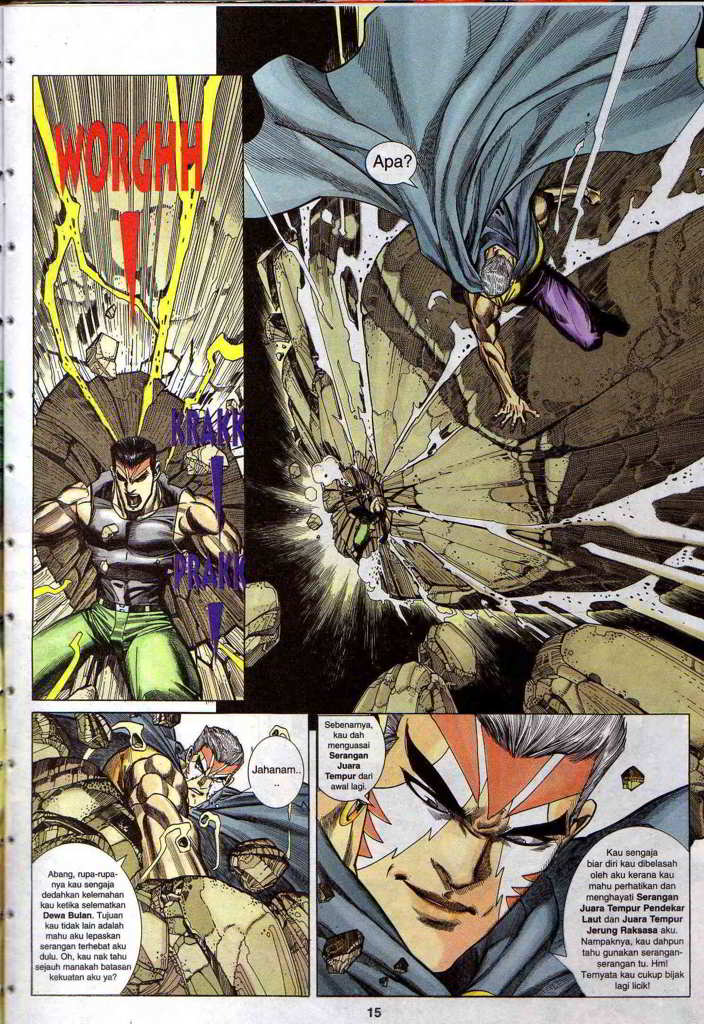 WORGHH
!
Apa?
KRAKK
!
PRAKK
!
Jahanam..
..
Abang, rupa-rupa-
nya kau sengaja
dedahkan kelemahan
kau ketika selematkan
Dewa Bulan. Tujuan
kau tidak lain adalah
mahu aku lepaskan
serangan terhebat aku
dulu. Oh, kau nak tahu
sejauh manakah batasan
kekuatan aku ya?
Sebenarnya,
kau dah
menguasai
Serangan
Juara
Tempur dari
awal lagi.
Kau sengaja
biar diri kau dibelasah
oleh aku kerana kau
mahu perhatikan dan
menghayati Serangan
Juara Tempur Pendekar
Laut dan Juara Tempur
Jerung Raksasa aku.
Nampaknya, kau dahpun
tahu gunakan serangan-
serangan tu. Hm!
Ternyata kau cukup bijak
lagi licik!
15